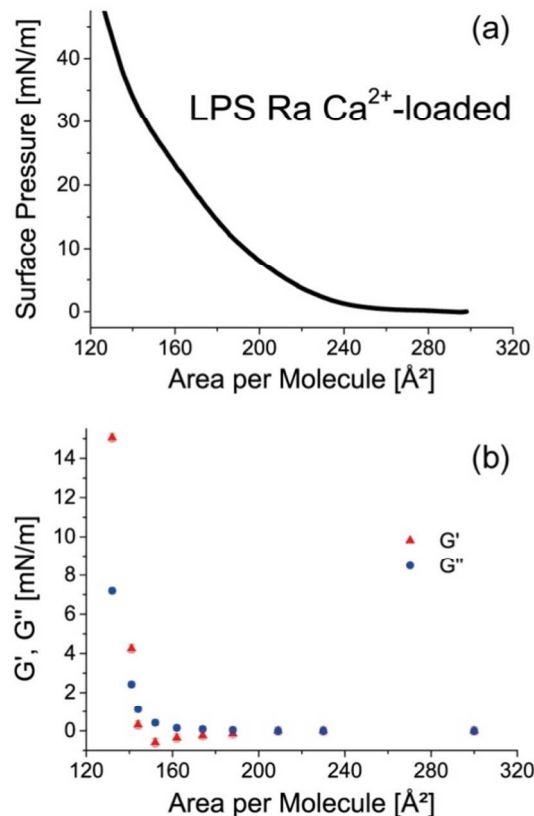 (a)
LPS Ra Ca²⁺-loaded
Surface Pressure [mN/m]
40
30
20
10
0
120 160 200 240 280 320
Area per Molecule [Å²]
(b)
G', G'' [mN/m]
14
12
10
8
6
4
2
0
G'
G''
120 160 200 240 280 320
Area per Molecule [Å²]